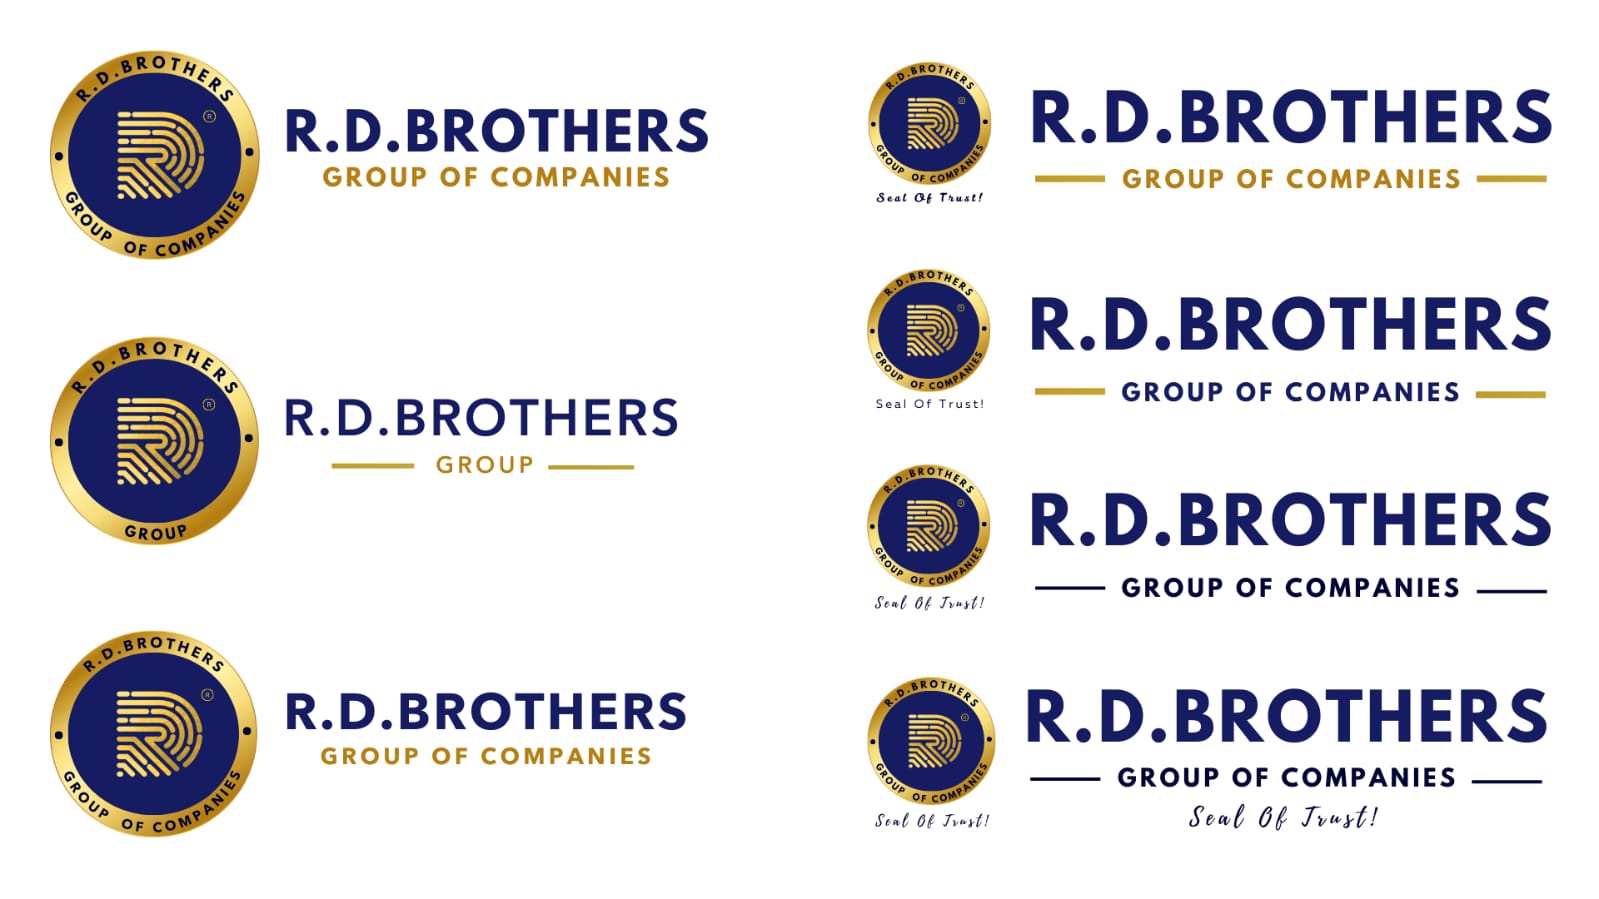 R.D.BROTHERS
®
GROUP OF COMPANIES
R.D.BROTHERS
GROUP OF COMPANIES
R.D.BROTHERS
®
GROUP
R.D.BROTHERS
GROUP
R.D.BROTHERS
®
GROUP OF COMPANIES
R.D.BROTHERS
GROUP OF COMPANIES
R.D.BROTHERS
®
GROUP OF COMPANIES
Seal Of Trust!
R.D.BROTHERS
GROUP OF COMPANIES
R.D.BROTHERS
®
GROUP OF COMPANIES
Seal Of Trust!
R.D.BROTHERS
GROUP OF COMPANIES
R.D.BROTHERS
®
GROUP OF COMPANIES
Seal Of Trust!
R.D.BROTHERS
GROUP OF COMPANIES
R.D.BROTHERS
®
GROUP OF COMPANIES
Seal Of Trust!
R.D.BROTHERS
GROUP OF COMPANIES
Seal Of Trust!